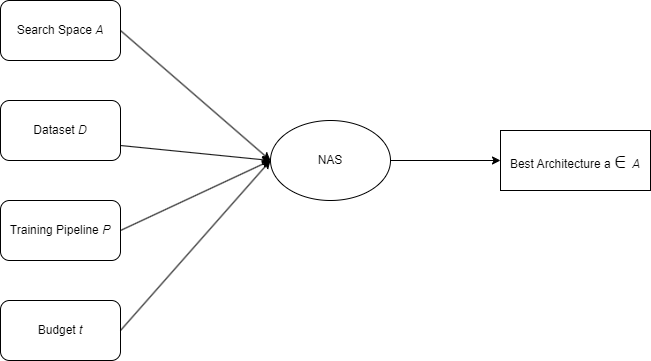 Search Space A
Dataset D
Training Pipeline P
Budget t
NAS
Best Architecture a ∈ A